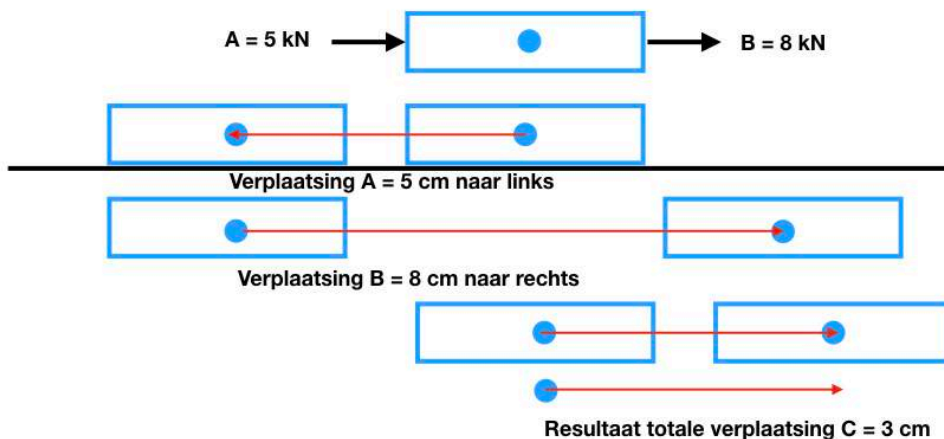 A = 5 kN
B = 8 kN
Verplaatsing A = 5 cm naar links
Verplaatsing B = 8 cm naar rechts
Resultaat totale verplaatsing C = 3 cm